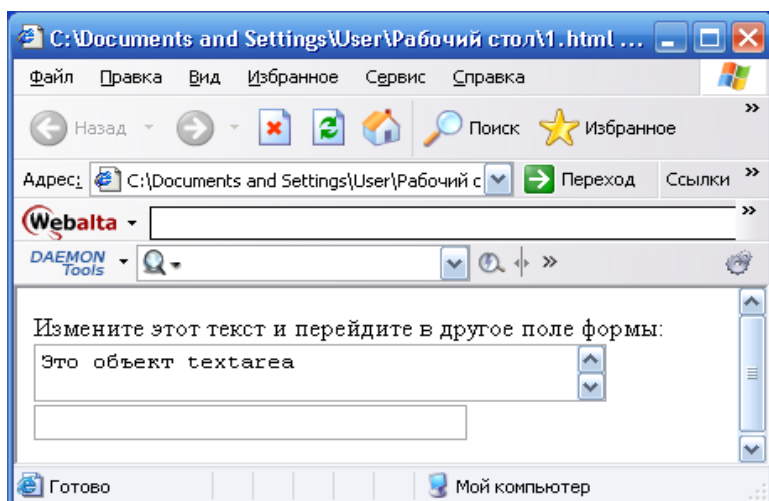 C:\Documents and Settings\User\Рабочий стол\1.html ...
Файл Правка Вид Избранное Сервис Справка
Назад Поиск Избранное »
Адрес: C:\Documents and Settings\User\Рабочий с Переход Ссылки »
Webalta »
DAEMON Tools »
Измените этот текст и перейдите в другое поле формы:
Это объект textarea
Готово Мой компьютер